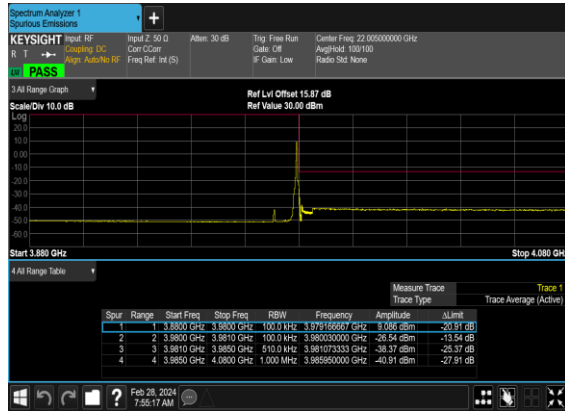 Spectrum Analyzer 1
Spurious Emissions
+
KEYSIGHT Input: RF Input Z: 50 Ω Atten: 30 dB Trig: Free Run Center Freq: 22.005000000 GHz
R T Coupling: DC Corr CCorr Gate: Off Avg|Hold: 100/100
Align: Auto/No RF Freq Ref: Int (S) IF Gain: Low Radio Std: None
LW PASS
3 All Range Graph
Ref Lvl Offset 15.87 dB
Scale/Div 10.0 dB Ref Value 30.00 dBm
Log
20.0
10.0
0.00
-10.0
-20.0
-30.0
-40.0
-50.0
-60.0
Start 3.880 GHz Stop 4.080 GH
4 All Range Table
Measure Trace Trace 1
Trace Type Trace Average (Active)
Spur Range Start Freq Stop Freq RBW Frequency Amplitude ΔLimit
1 1 3.8800 GHz 3.9800 GHz 100.0 kHz 3.979166667 GHz 9.086 dBm -20.91 dB
2 2 3.9800 GHz 3.9810 GHz 100.0 kHz 3.980030000 GHz -26.54 dBm -13.54 dB
3 3 3.9810 GHz 3.9850 GHz 510.0 kHz 3.981073333 GHz -38.37 dBm -25.37 dB
4 4 3.9850 GHz 4.0800 GHz 1.000 MHz 3.985950000 GHz -40.91 dBm -27.91 dB
? Feb 28, 2024
7:55:17 AM